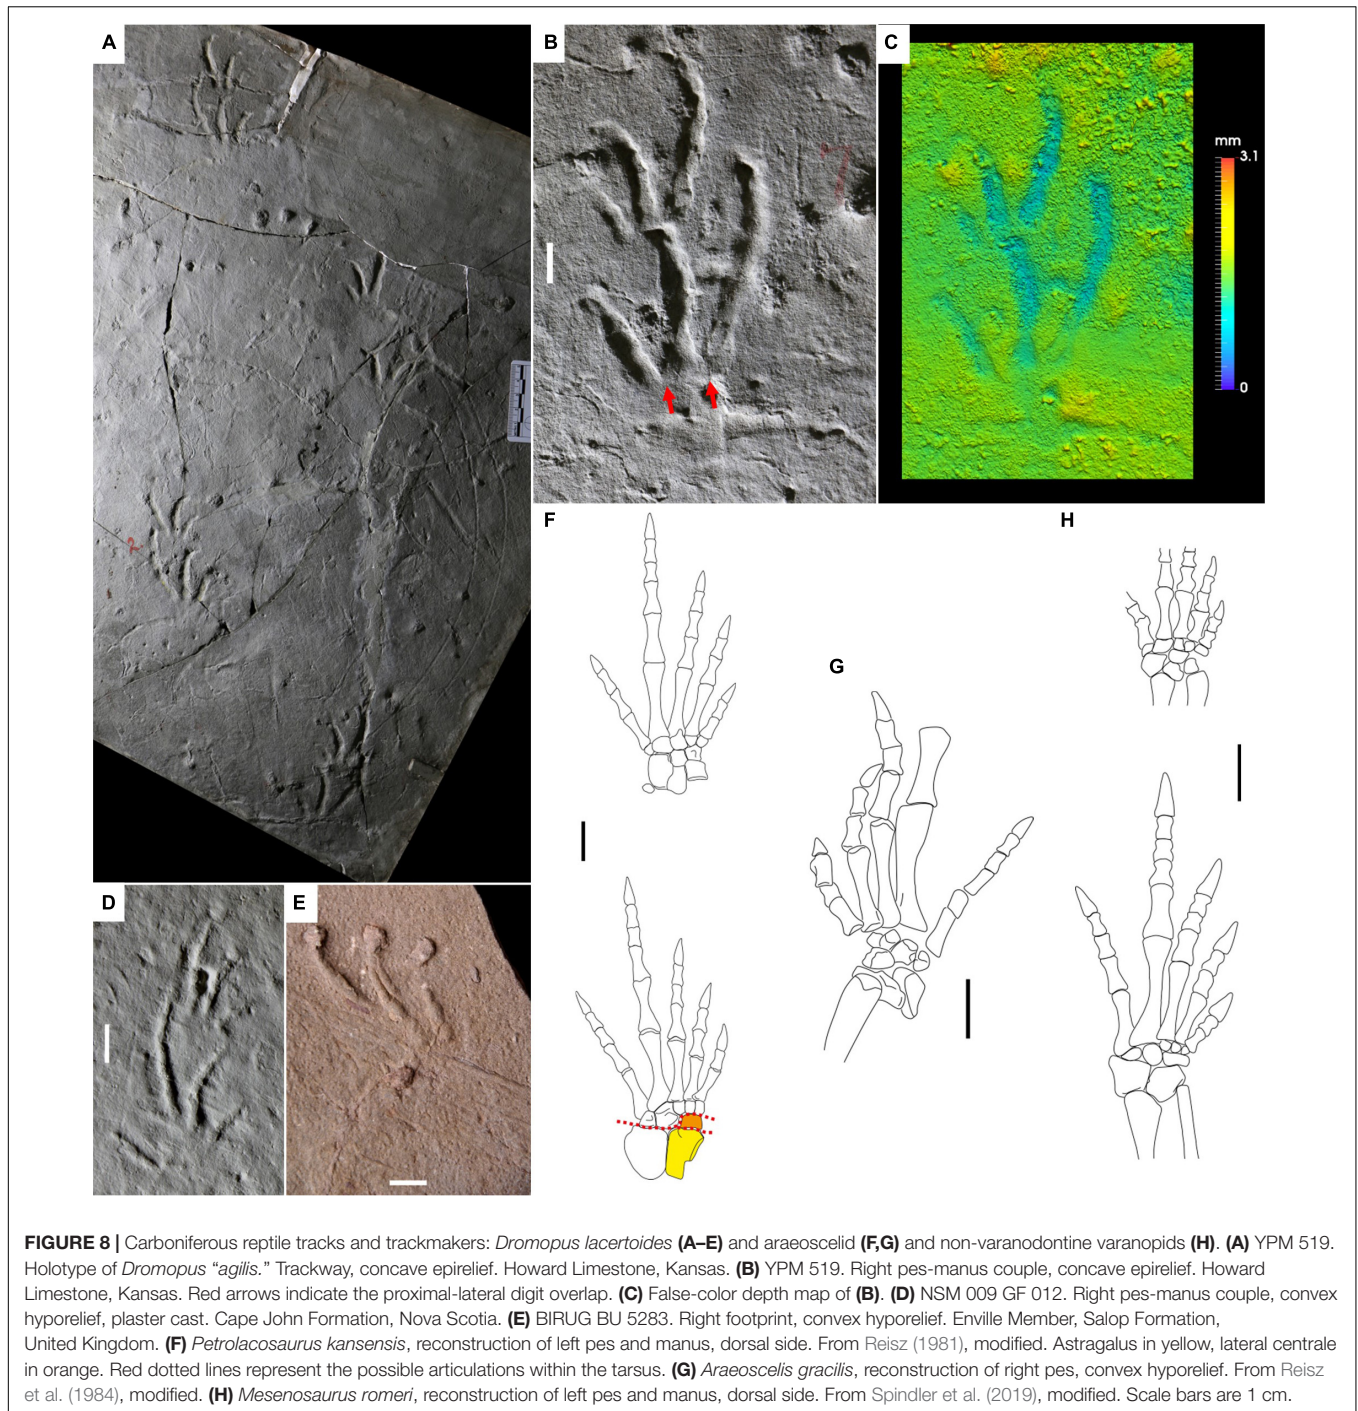 A
B
C
mm
3.1
0
7
2
D
E
F
G
H
FIGURE 8 | Carboniferous reptile tracks and trackmakers: Dromopus lacertoides (A–E) and araeoscelid (F,G) and non-varanodontine varanopids (H). (A) YPM 519.
Holotype of Dromopus “agilis.” Trackway, concave epirelief. Howard Limestone, Kansas. (B) YPM 519. Right pes-manus couple, concave epirelief. Howard
Limestone, Kansas. Red arrows indicate the proximal-lateral digit overlap. (C) False-color depth map of (B). (D) NSM 009 GF 012. Right pes-manus couple, convex
hyporelief, plaster cast. Cape John Formation, Nova Scotia. (E) BIRUG BU 5283. Right footprint, convex hyporelief. Enville Member, Salop Formation,
United Kingdom. (F) Petrolacosaurus kansensis, reconstruction of left pes and manus, dorsal side. From Reisz (1981), modified. Astragalus in yellow, lateral centrale
in orange. Red dotted lines represent the possible articulations within the tarsus. (G) Araeoscelis gracilis, reconstruction of right pes, convex hyporelief. From Reisz
et al. (1984), modified. (H) Mesenosaurus romeri, reconstruction of left pes and manus, dorsal side. From Spindler et al. (2019), modified. Scale bars are 1 cm.